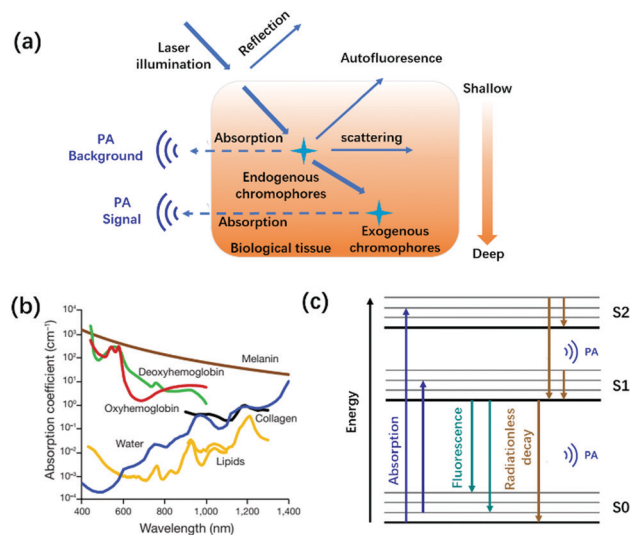 (a)
Laser
illumination
Reflection
Autofluoresence
Shallow
PA
Background
Absorption
scattering
Endogenous
chromophores
PA
Signal
Absorption
Exogenous
chromophores
Biological tissue
Deep
(b)
Absorption coefficient (cm⁻¹)
10⁴
10³
10²
10¹
10⁰
10⁻¹
10⁻²
10⁻³
10⁻⁴
Melanin
Deoxyhemoglobin
Oxyhemoglobin
Collagen
Water
Lipids
400
600
800
1,000
1,200
1,400
Wavelength (nm)
(c)
Energy
Absorption
Fluorescence
Radiationless
decay
S2
PA
S1
PA
S0